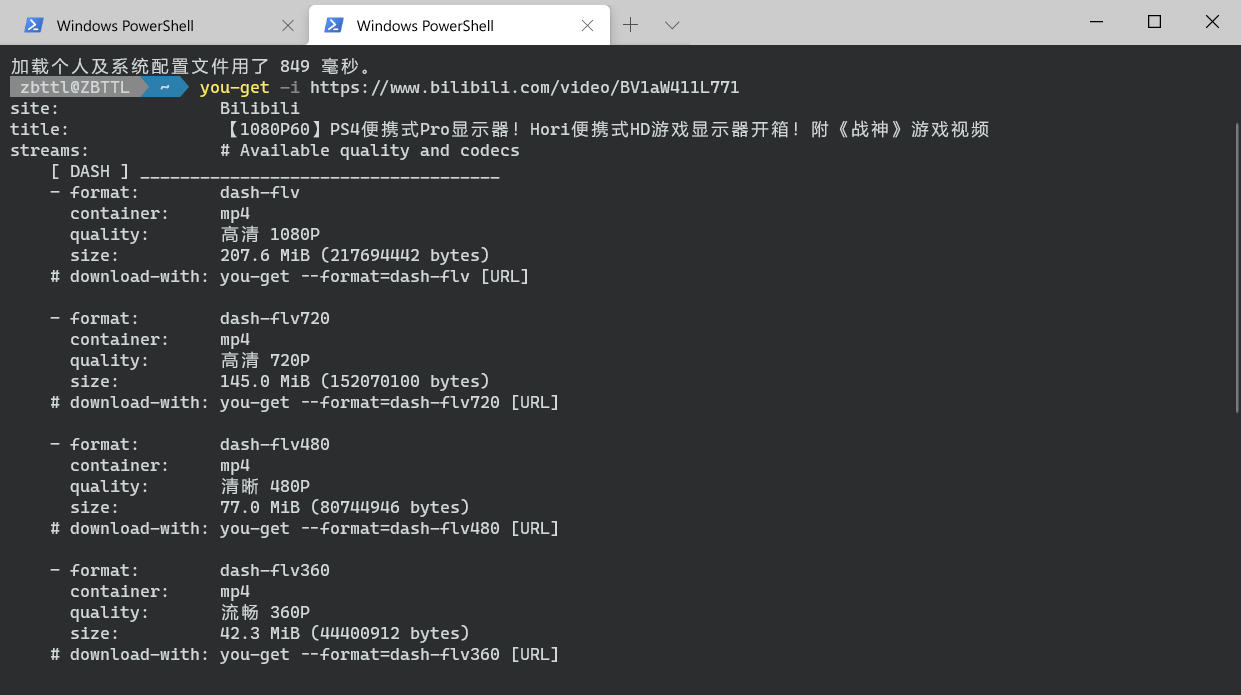 Windows PowerShell
Windows PowerShell
加载个人及系统配置文件用了 849 毫秒。
zbttl@ZBTTL ~ you-get -i https://www.bilibili.com/video/BV1aW411L771
site: Bilibili
title: 【1080P60】PS4便携式Pro显示器！Hori便携式HD游戏显示器开箱！附《战神》游戏视频
streams: # Available quality and codecs
[ DASH ] ____________________________________
- format: dash-flv
container: mp4
quality: 高清 1080P
size: 207.6 MiB (217694442 bytes)
# download-with: you-get --format=dash-flv [URL]
- format: dash-flv720
container: mp4
quality: 高清 720P
size: 145.0 MiB (152070100 bytes)
# download-with: you-get --format=dash-flv720 [URL]
- format: dash-flv480
container: mp4
quality: 清晰 480P
size: 77.0 MiB (80744946 bytes)
# download-with: you-get --format=dash-flv480 [URL]
- format: dash-flv360
container: mp4
quality: 流畅 360P
size: 42.3 MiB (44400912 bytes)
# download-with: you-get --format=dash-flv360 [URL]